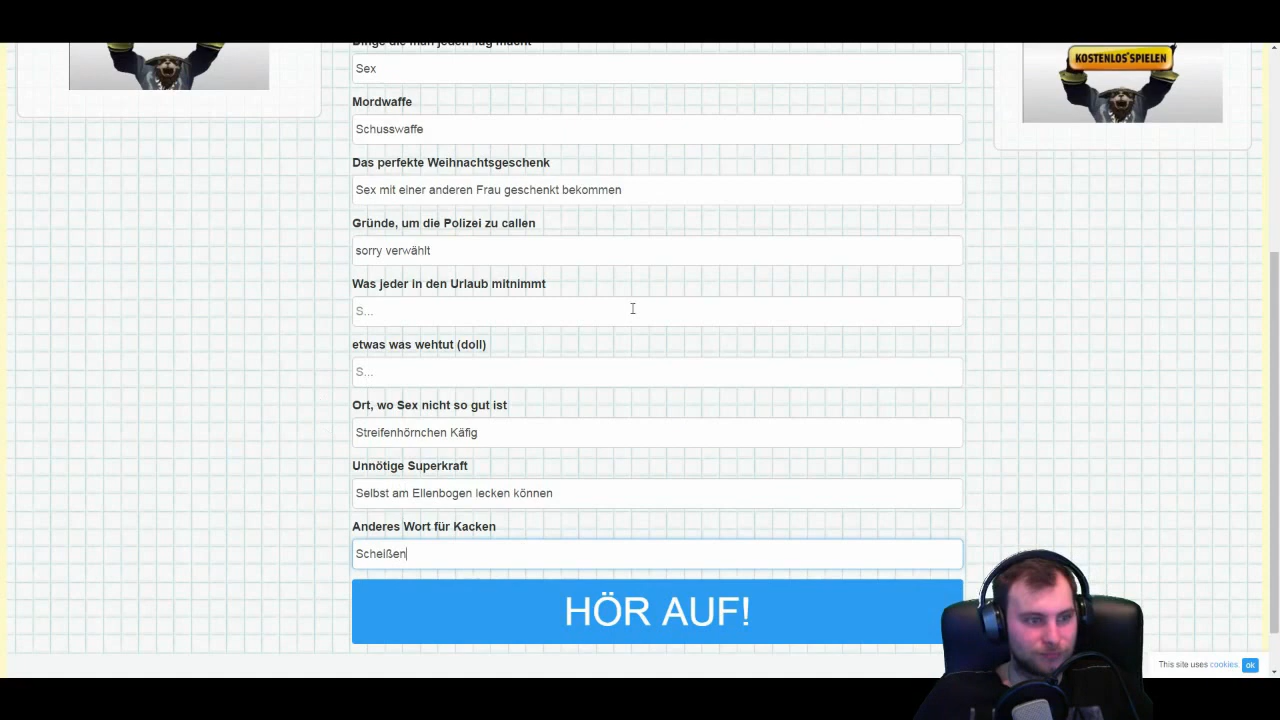 Dinge die man jeden Tag macht
Sex
KOSTENLOS SPIELEN
Mordwaffe
Schusswaffe
Das perfekte Weihnachtsgeschenk
Sex mit einer anderen Frau geschenkt bekommen
Gründe, um die Polizei zu callen
sorry verwählt
Was jeder in den Urlaub mitnimmt
S...
etwas was wehtut (doll)
S...
Ort, wo Sex nicht so gut ist
Streifenhörnchen Käfig
Unnötige Superkraft
Selbst am Ellenbogen lecken können
Anderes Wort für Kacken
Scheißen
HÖR AUF!
This site uses cookies. ok